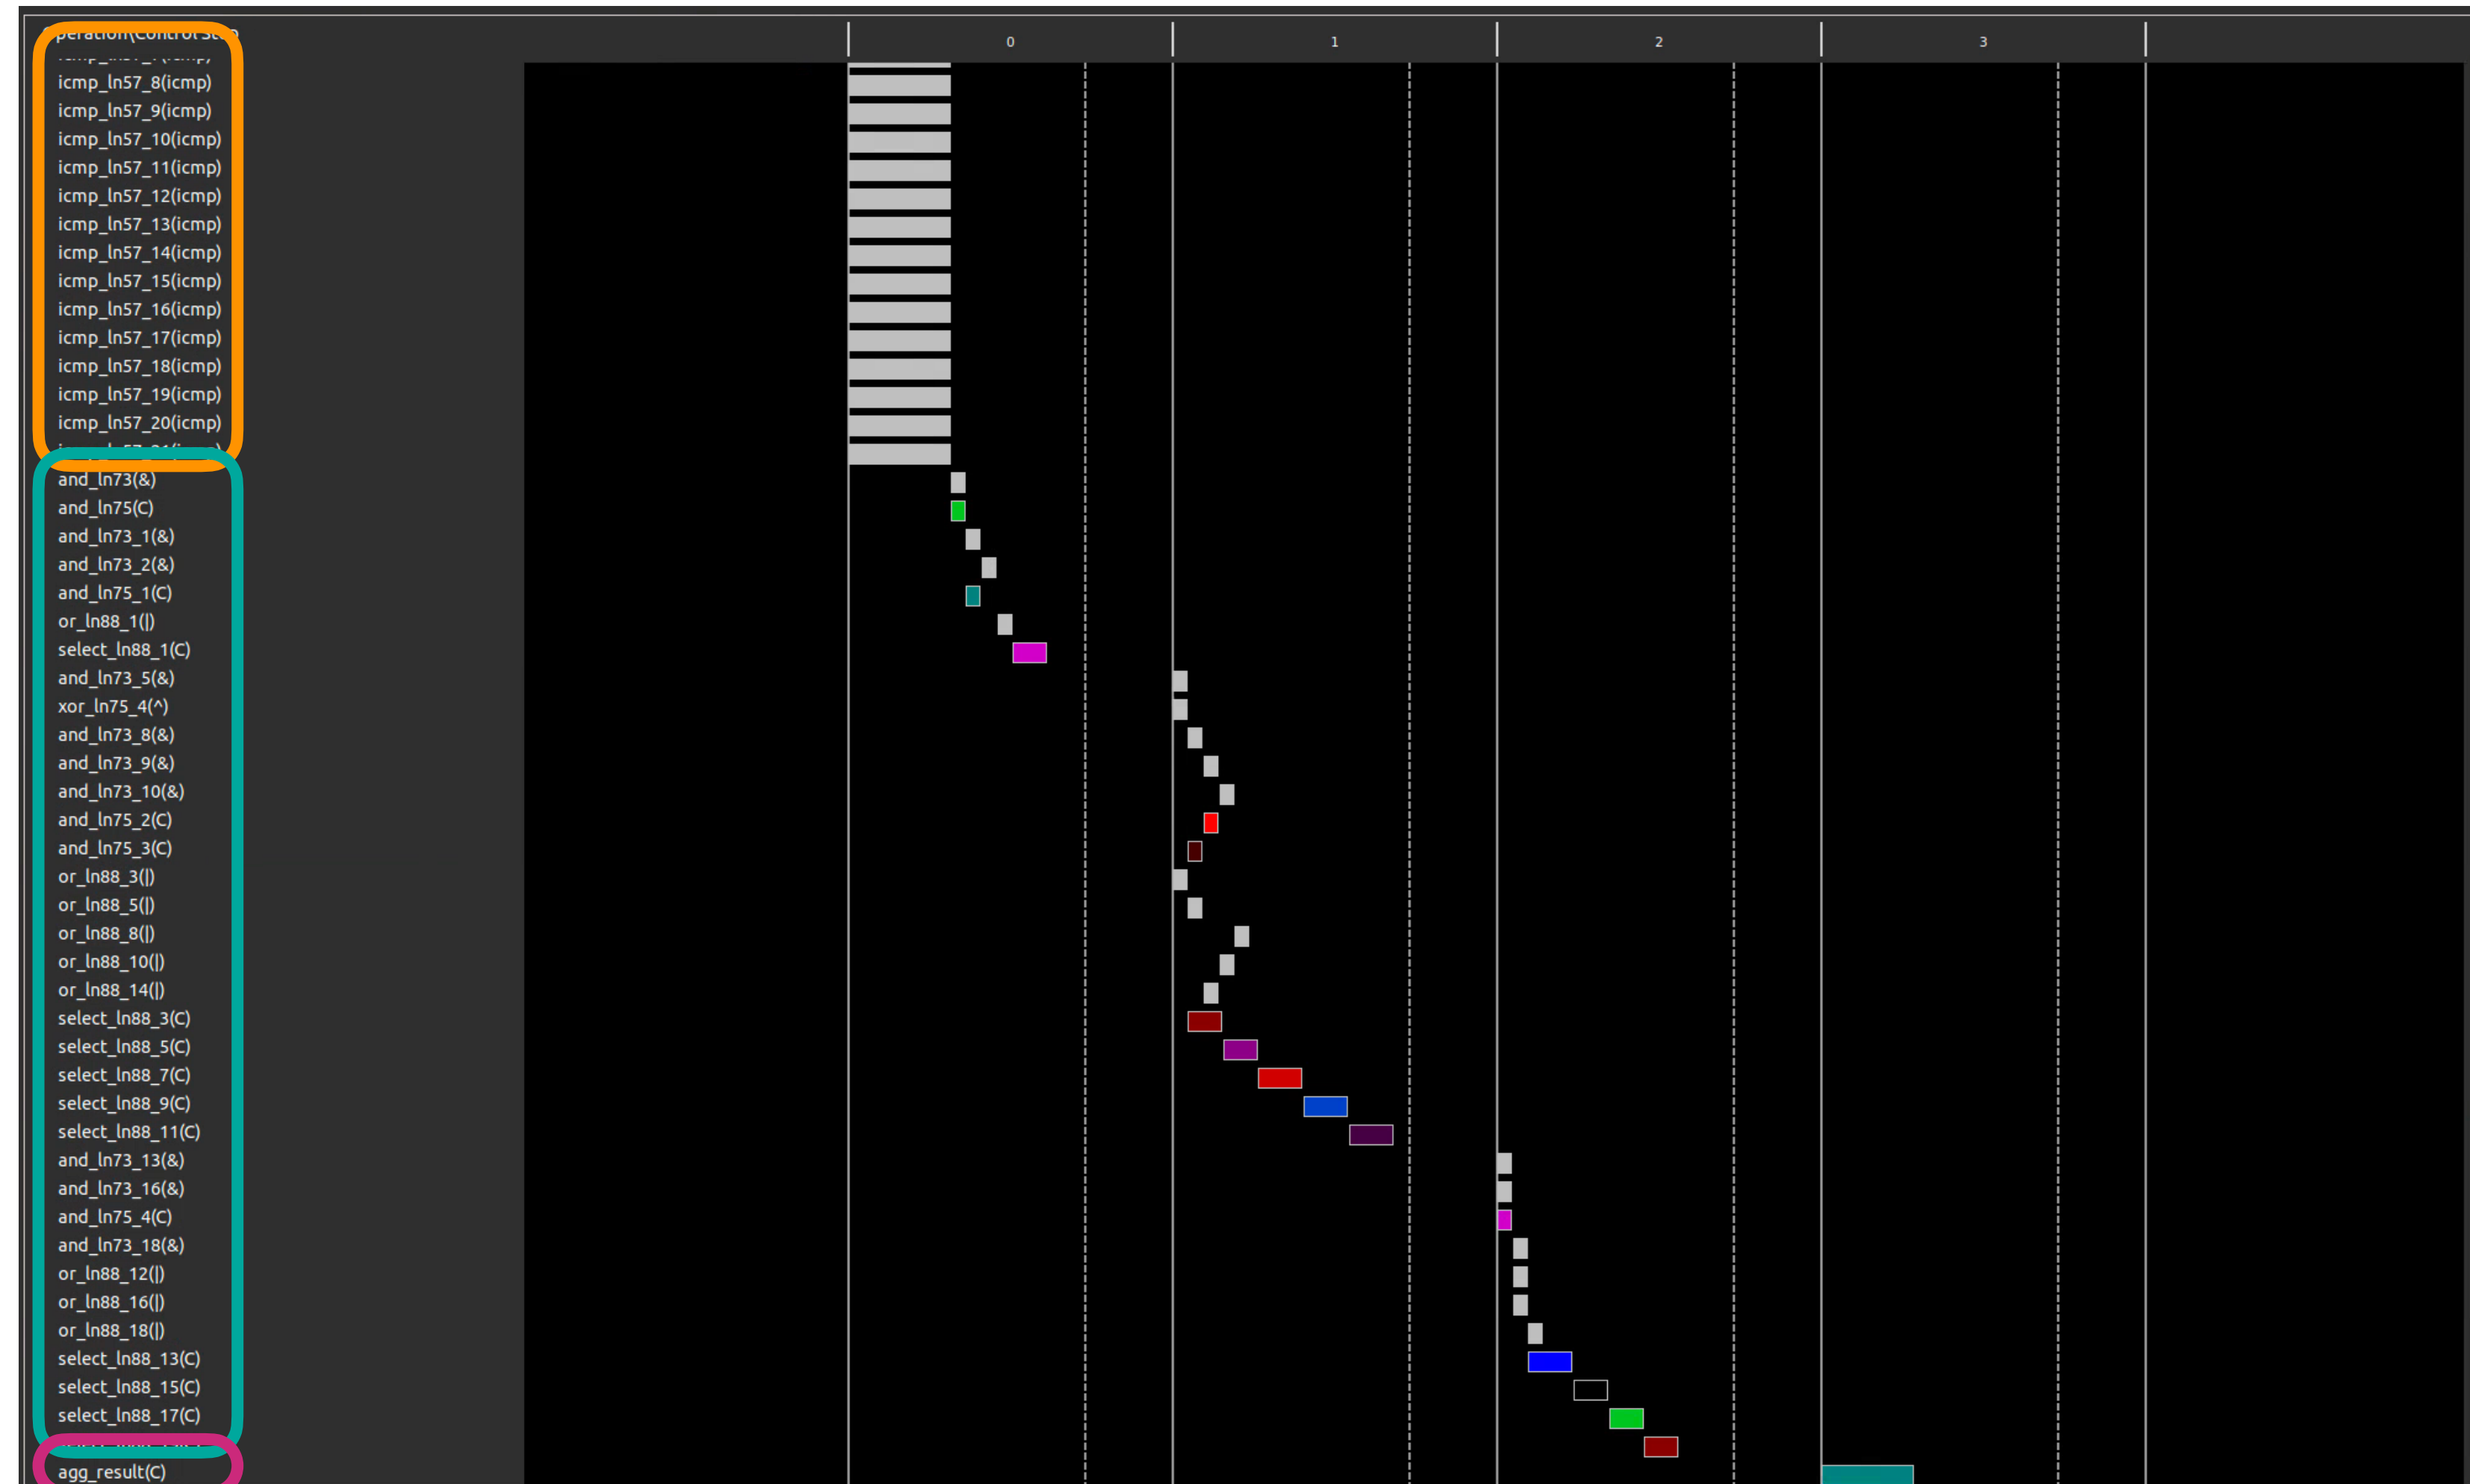 Operation\Control Step
0 1 2 3
icmp_ln57_8(icmp)
icmp_ln57_9(icmp)
icmp_ln57_10(icmp)
icmp_ln57_11(icmp)
icmp_ln57_12(icmp)
icmp_ln57_13(icmp)
icmp_ln57_14(icmp)
icmp_ln57_15(icmp)
icmp_ln57_16(icmp)
icmp_ln57_17(icmp)
icmp_ln57_18(icmp)
icmp_ln57_19(icmp)
icmp_ln57_20(icmp)
and_ln73(&)
and_ln75(C)
and_ln73_1(&)
and_ln73_2(&)
and_ln75_1(C)
or_ln88_1(|)
select_ln88_1(C)
and_ln73_5(&)
xor_ln75_4(^)
and_ln73_8(&)
and_ln73_9(&)
and_ln73_10(&)
and_ln75_2(C)
and_ln75_3(C)
or_ln88_3(|)
or_ln88_5(|)
or_ln88_8(|)
or_ln88_10(|)
or_ln88_14(|)
select_ln88_3(C)
select_ln88_5(C)
select_ln88_7(C)
select_ln88_9(C)
select_ln88_11(C)
and_ln73_13(&)
and_ln73_16(&)
and_ln75_4(C)
and_ln73_18(&)
or_ln88_12(|)
or_ln88_16(|)
or_ln88_18(|)
select_ln88_13(C)
select_ln88_15(C)
select_ln88_17(C)
agg_result(C)